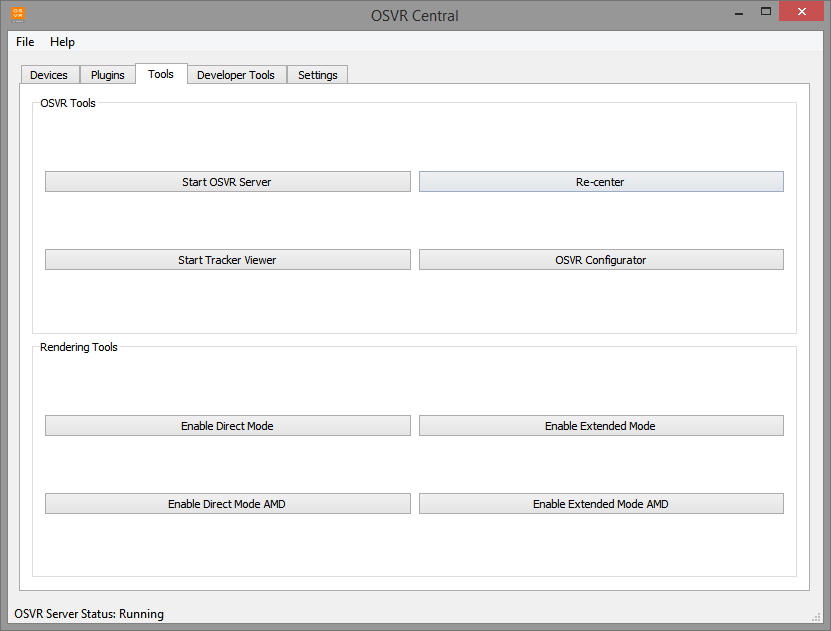 OSVR Central
File Help
Devices Plugins Tools Developer Tools Settings
OSVR Tools
Start OSVR Server Re-center
Start Tracker Viewer OSVR Configurator
Rendering Tools
Enable Direct Mode Enable Extended Mode
Enable Direct Mode AMD Enable Extended Mode AMD
OSVR Server Status: Running